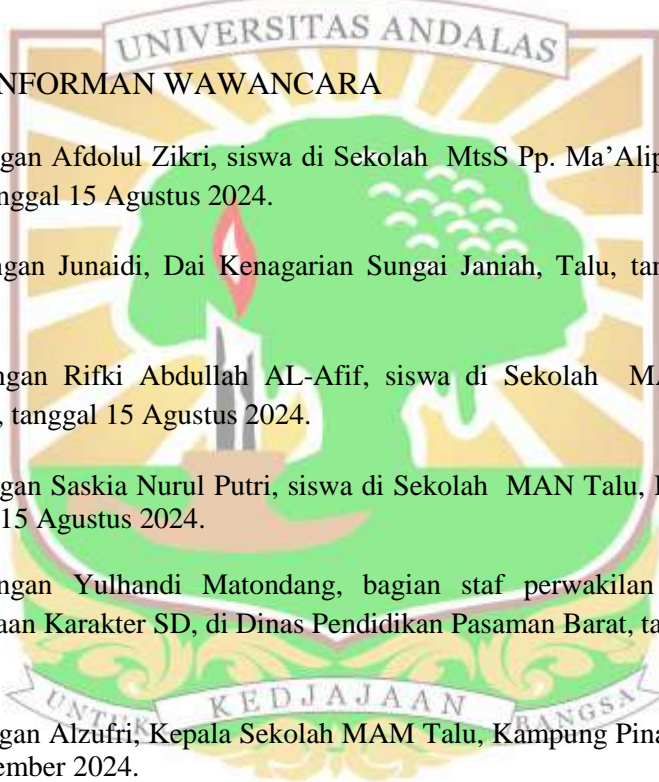 UNIVERSITAS ANDALAS
NFORMAN WAWANCARA
gan Afdolul Zikri, siswa di Sekolah MtsS Pp. Ma’Alip
nggal 15 Agustus 2024.
ngan Junaidi, Dai Kenagarian Sungai Janiah, Talu, tan
ngan Rifki Abdullah AL-Afif, siswa di Sekolah MA
, tanggal 15 Agustus 2024.
gan Saskia Nurul Putri, siswa di Sekolah MAN Talu,
15 Agustus 2024.
ngan Yulhandi Matondang, bagian staf perwakilan
aan Karakter SD, di Dinas Pendidikan Pasaman Barat, ta
UNTUK KEDJAJAAN BANGSA
gan Alzufri, Kepala Sekolah MAM Talu, Kampung Pina
ember 2024.